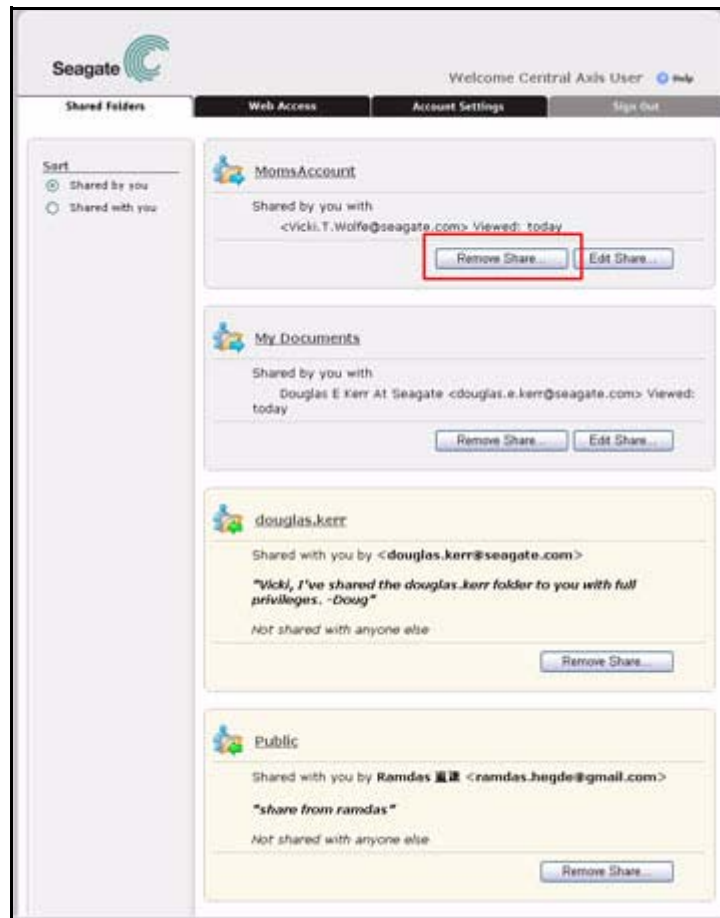 Seagate
Welcome Central Axis User Help
Shared Folders Web Access Account Settings Sign Out
Sort
Shared by you
Shared with you
MomsAccount
Shared by you with
<Vicki.T.Wolfe@seagate.com> Viewed: today
Remove Share... Edit Share...
My Documents
Shared by you with
Douglas E Kerr At Seagate <douglas.e.kerr@seagate.com> Viewed:
today
Remove Share... Edit Share...
douglas.kerr
Shared with you by <douglas.kerr@seagate.com>
"Vicki, I've shared the douglas.kerr folder to you with full
privileges. -Doug"
Not shared with anyone else
Remove Share...
Public
Shared with you by Ramdas <ramdas.hegde@gmail.com>
"share from ramdas"
Not shared with anyone else
Remove Share...